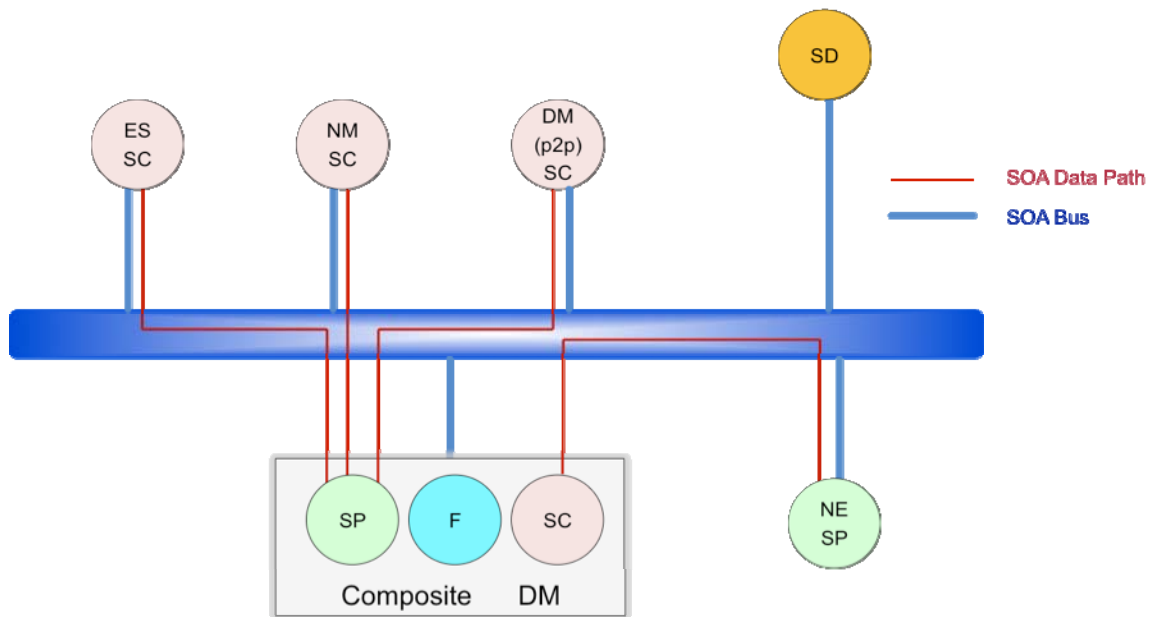 SD
ES
SC
NM
SC
DM
(p2p)
SC
SOA Data Path
SOA Bus
SP
F
SC
NE
SP
Composite DM